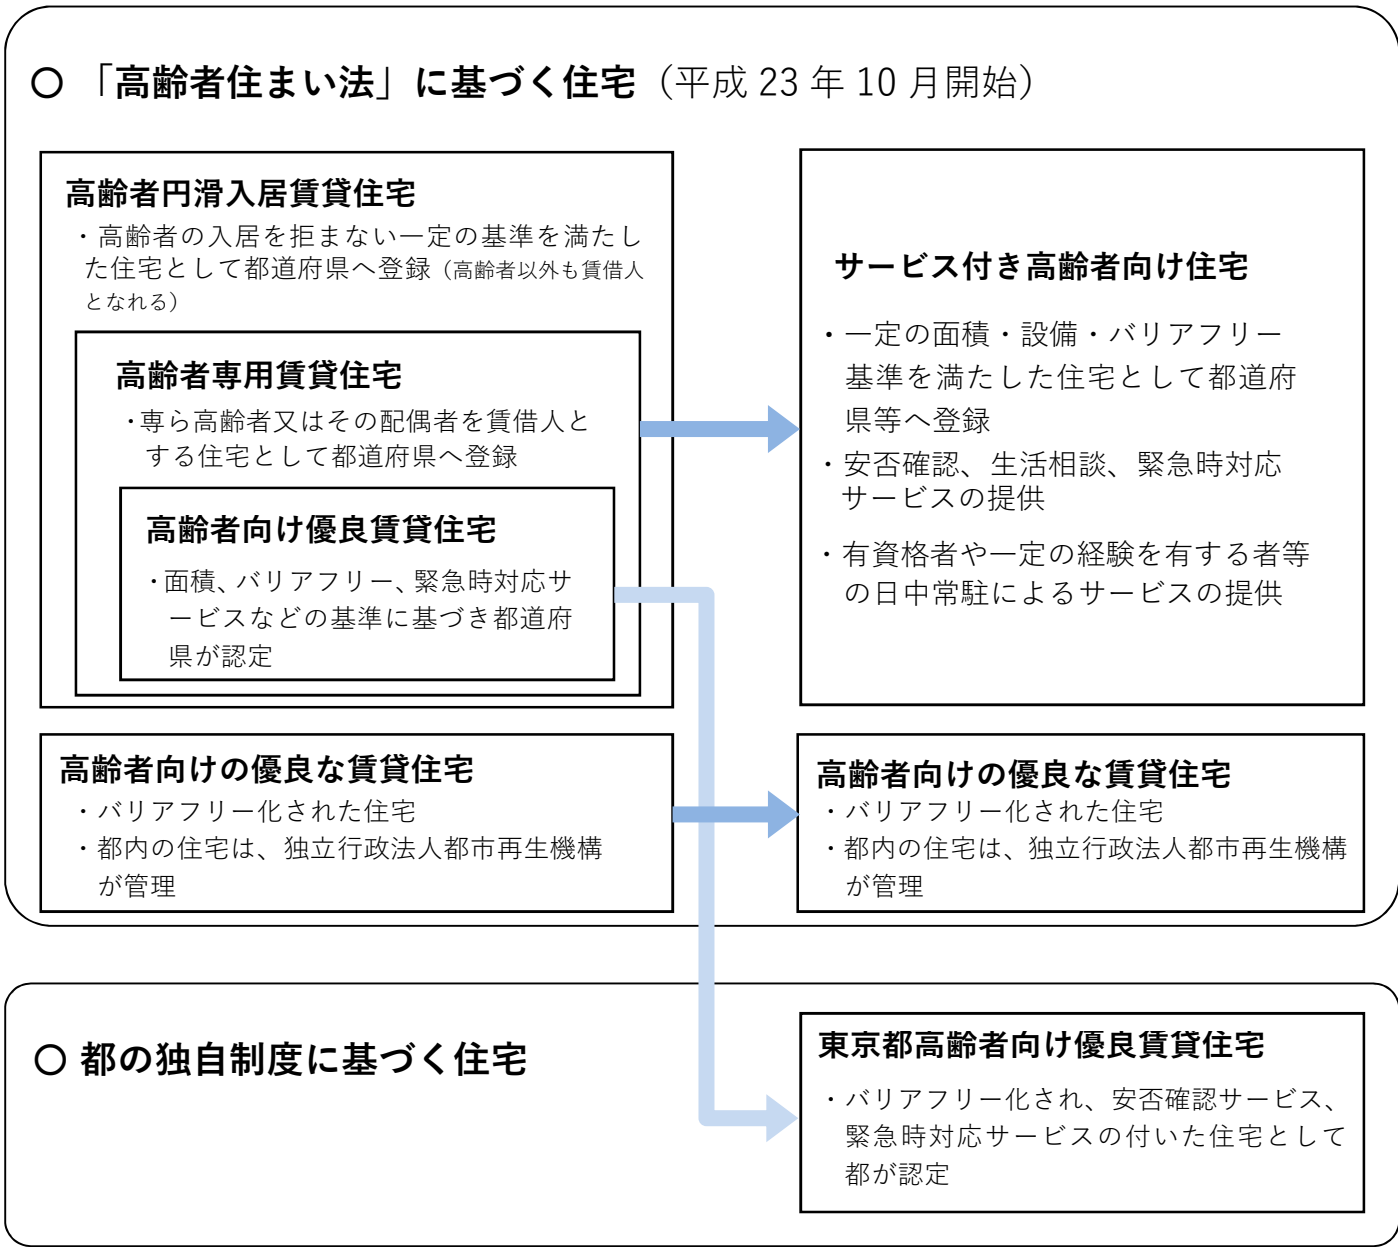 〇 「高齢者住まい法」に基づく住宅（平成 23 年 10 月開始）
高齢者円滑入居賃貸住宅
・高齢者の入居を拒まない一定の基準を満たし
た住宅として都道府県へ登録（高齢者以外も賃借人
となれる）
高齢者専用賃貸住宅
・専ら高齢者又はその配偶者を賃借人と
する住宅として都道府県へ登録
高齢者向け優良賃貸住宅
・面積、バリアフリー、緊急時対応サ
ービスなどの基準に基づき都道府
県が認定
サービス付き高齢者向け住宅
・一定の面積・設備・バリアフリー
基準を満たした住宅として都道府
県等へ登録
・安否確認、生活相談、緊急時対応
サービスの提供
・有資格者や一定の経験を有する者等
の日中常駐によるサービスの提供
高齢者向けの優良な賃貸住宅
・バリアフリー化された住宅
・都内の住宅は、独立行政法人都市再生機構
が管理
高齢者向けの優良な賃貸住宅
・バリアフリー化された住宅
・都内の住宅は、独立行政法人都市再生機構
が管理
〇 都の独自制度に基づく住宅
東京都高齢者向け優良賃貸住宅
・バリアフリー化され、安否確認サービス、
緊急時対応サービスの付いた住宅として
都が認定